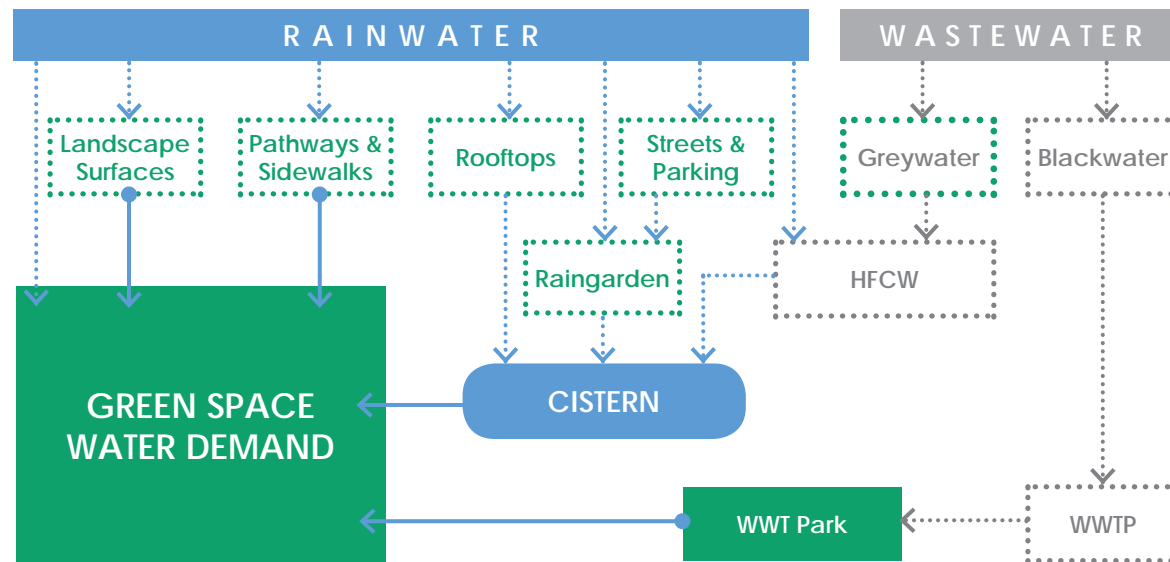 RAINWATER
WASTEWATER
Landscape
Surfaces
Pathways &
Sidewalks
Rooftops
Streets &
Parking
Greywater
Blackwater
Raingarden
HFCW
GREEN SPACE
WATER DEMAND
CISTERN
WWT Park
WWTP